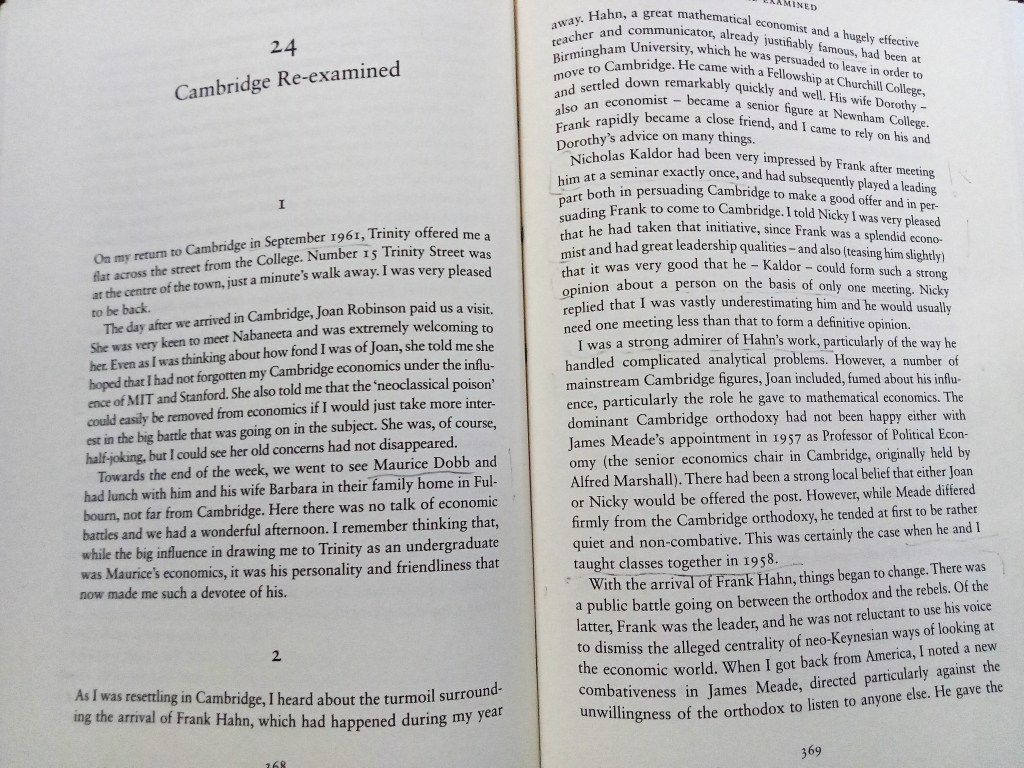 24
Cambridge Re-examined
1
On my return to Cambridge in September 1961, Trinity offered me a
flat across the street from the College. Number 15 Trinity Street was
at the centre of the town, just a minute's walk away. I was very pleased
to be back.
The day after we arrived in Cambridge, Joan Robinson paid us a visit.
She was very keen to meet Nabaneeta and was extremely welcoming to
her. Even as I was thinking about how fond I was of Joan, she told me she
hoped that I had not forgotten my Cambridge economics under the influ-
ence of MIT and Stanford. She also told me that the 'neoclassical poison'
could easily be removed from economics if I would just take more inter-
est in the big battle that was going on in the subject. She was, of course,
half-joking, but I could see her old concerns had not disappeared.
Towards the end of the week, we went to see Maurice Dobb and
had lunch with him and his wife Barbara in their family home in Ful-
bourn, not far from Cambridge. Here there was no talk of economic
battles and we had a wonderful afternoon. I remember thinking that,
while the big influence in drawing me to Trinity as an undergraduate
was Maurice's economics, it was his personality and friendliness that
now made me such a devotee of his.
2
As I was resettling in Cambridge, I heard about the turmoil surround-
ing the arrival of Frank Hahn, which had happened during my year
368
EXAMINED
away. Hahn, a great mathematical economist and a hugely effective
teacher and communicator, already justifiably famous, had been at
Birmingham University, which he was persuaded to leave in order to
move to Cambridge. He came with a Fellowship at Churchill College,
and settled down remarkably quickly and well. His wife Dorothy –
also an economist – became a senior figure at Newnham College.
Frank rapidly became a close friend, and I came to rely on his and
Dorothy's advice on many things.
Nicholas Kaldor had been very impressed by Frank after meeting
him at a seminar exactly once, and had subsequently played a leading
part both in persuading Cambridge to make a good offer and in per-
suading Frank to come to Cambridge. I told Nicky I was very pleased
that he had taken that initiative, since Frank was a splendid econo-
mist and had great leadership qualities – and also (teasing him slightly)
that it was very good that he – Kaldor – could form such a strong
opinion about a person on the basis of only one meeting. Nicky
replied that I was vastly underestimating him and he would usually
need one meeting less than that to form a definitive opinion.
I was a strong admirer of Hahn's work, particularly of the way he
handled complicated analytical problems. However, a number of
mainstream Cambridge figures, Joan included, fumed about his influ-
ence, particularly the role he gave to mathematical economics. The
dominant Cambridge orthodoxy had not been happy either with
James Meade's appointment in 1957 as Professor of Political Econ-
omy (the senior economics chair in Cambridge, originally held by
Alfred Marshall). There had been a strong local belief that either Joan
or Nicky would be offered the post. However, while Meade differed
firmly from the Cambridge orthodoxy, he tended at first to be rather
quiet and non-combative. This was certainly the case when he and I
taught classes together in 1958.
With the arrival of Frank Hahn, things began to change. There was
a public battle going on between the orthodox and the rebels. Of the
latter, Frank was the leader, and he was not reluctant to use his voice
to dismiss the alleged centrality of neo-Keynesian ways of looking at
the economic world. When I got back from America, I noted a new
combativeness in James Meade, directed particularly against the
unwillingness of the orthodox to listen to anyone else. He gave the
369